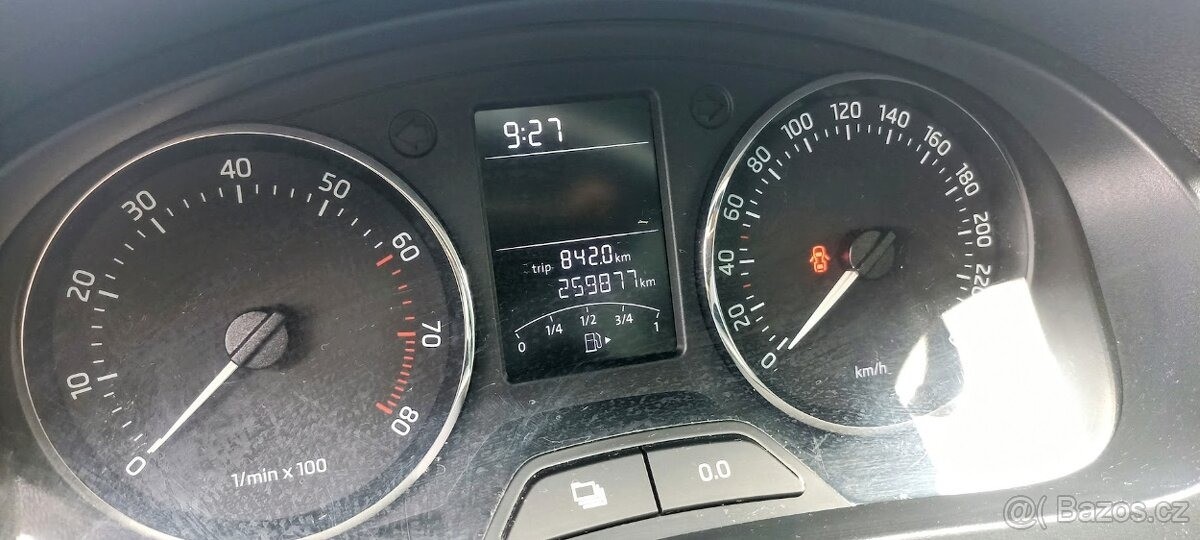 0 10 20 30 40 50 60 70 80
1/min x 100
9:27
trip 842.0 km
259877 km
0 1/4 1/2 3/4 1
0 20 40 60 80 100 120 140 160 180 200 220
km/h
0.0
@( Bazos.cz